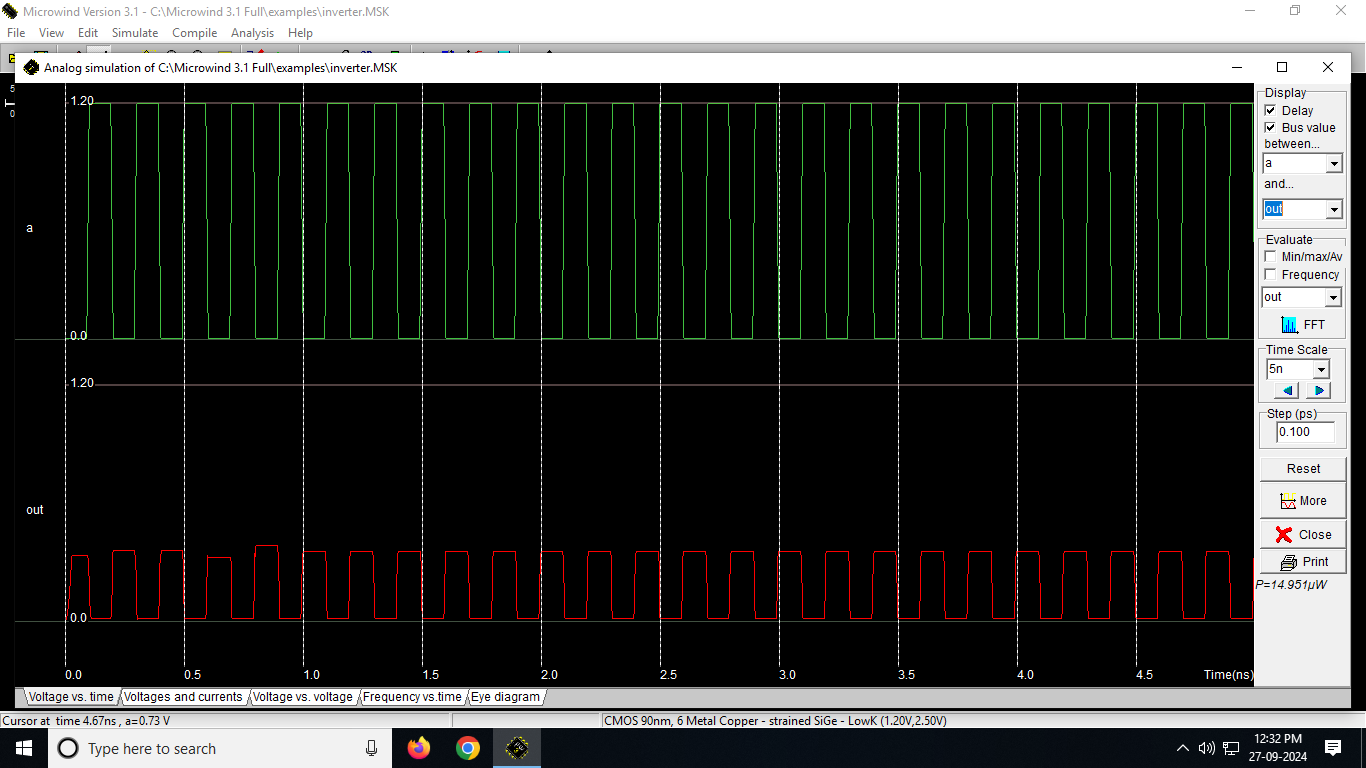 Microwind Version 3.1 - C:\Microwind 3.1 Full\examples\inverter.MSK
File View Edit Simulate Compile Analysis Help
Analog simulation of C:\Microwind 3.1 Full\examples\inverter.MSK
5
0
1.20
a
0.0
1.20
out
0.0
0.0 0.5 1.0 1.5 2.0 2.5 3.0 3.5 4.0 4.5 Time(ns)
Display
Delay
Bus value
between...
a
and...
out
Evaluate
Min/max/Av
Frequency
out
FFT
Time Scale
5n
Step (ps)
0.100
Reset
More
Close
Print
P=14.951µW
Voltage vs. time Voltages and currents Voltage vs. voltage Frequency vs.time Eye diagram
Cursor at time 4.67ns , a=0.73 V CMOS 90nm, 6 Metal Copper - strained SiGe - LowK (1.20V,2.50V)
Type here to search
12:32 PM
27-09-2024